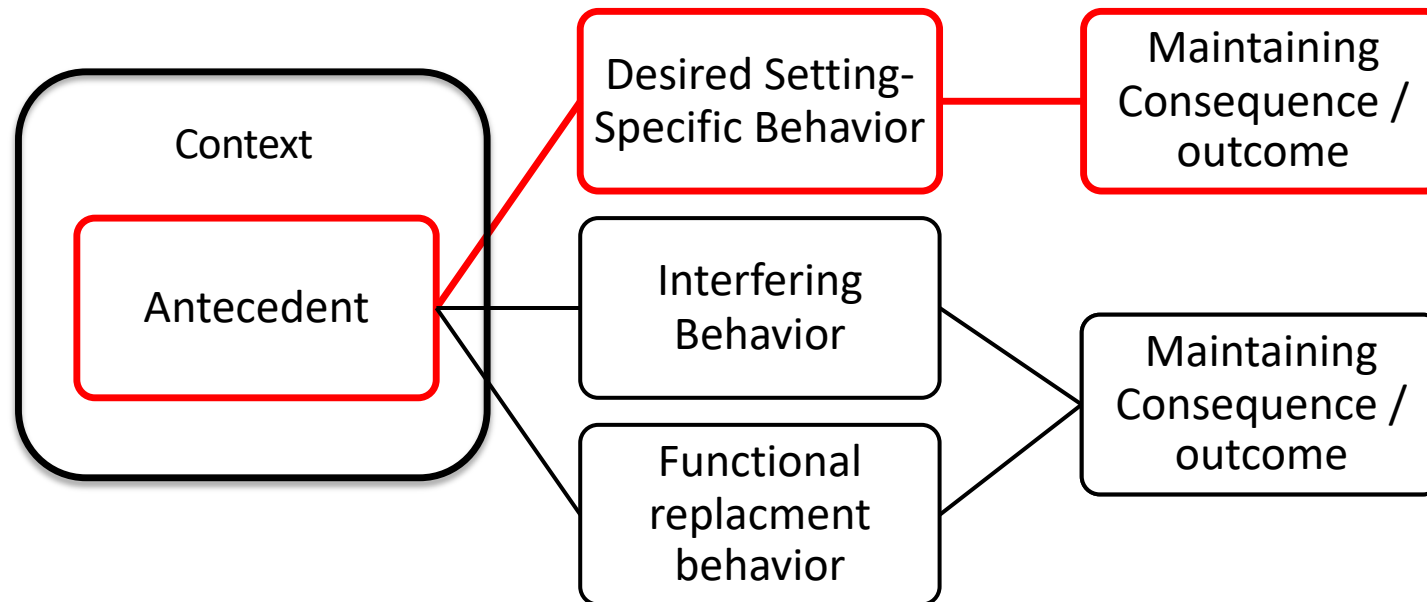 Context
Antecedent
Desired Setting-
Specific Behavior
Maintaining
Consequence /
outcome
Interfering
Behavior
Functional
replacment
behavior
Maintaining
Consequence /
outcome